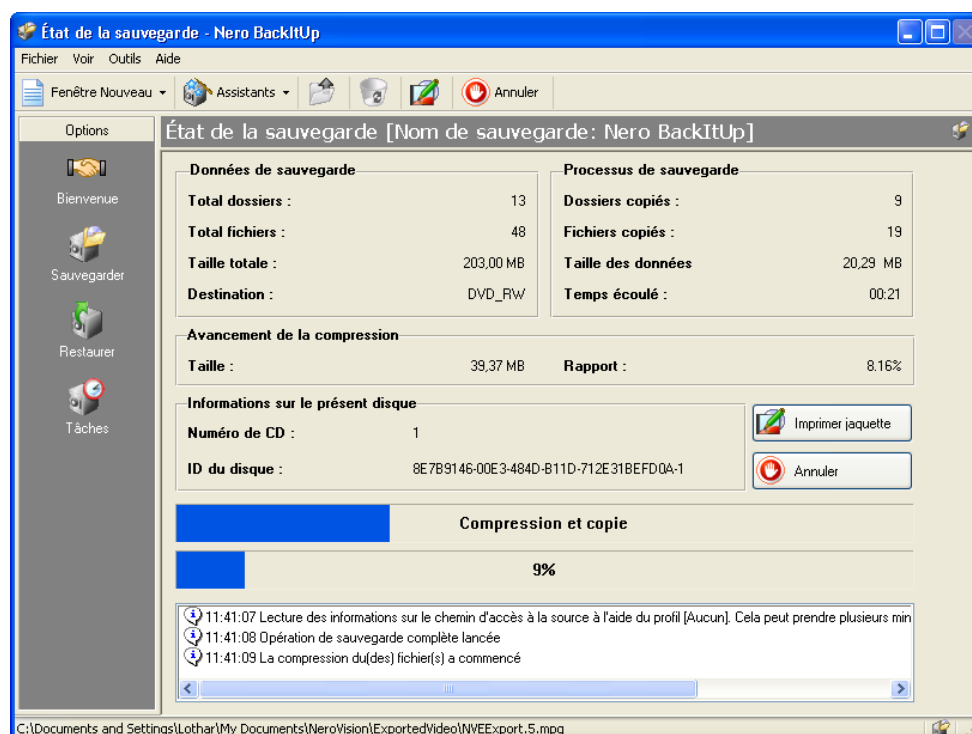 État de la sauvegarde - Nero BackItUp
Fichier Voir Outils Aide
Fenêtre Nouveau Assistants Annuler
Options
Bienvenue
Sauvegarder
Restaurer
Tâches
État de la sauvegarde [Nom de sauvegarde: Nero BackItUp]
Données de sauvegarde
Total dossiers : 13
Total fichiers : 48
Taille totale : 203,00 MB
Destination : DVD_RW
Processus de sauvegarde
Dossiers copiés : 9
Fichiers copiés : 19
Taille des données 20,29 MB
Temps écoulé : 00:21
Avancement de la compression
Taille : 39,37 MB Rapport : 8.16%
Informations sur le présent disque
Numéro de CD : 1
ID du disque : 8E7B9146-00E3-484D-B11D-712E31BEFD0A-1
Imprimer jaquette
Annuler
Compression et copie
9%
11:41:07 Lecture des informations sur le chemin d'accès à la source à l'aide du profil [Aucun]. Cela peut prendre plusieurs min
11:41:08 Opération de sauvegarde complète lancée
11:41:09 La compression du(des) fichier(s) a commencé
C:\Documents and Settings\Lothar\My Documents\NeroVision\ExportedVideo\NVEExport.5.mpg